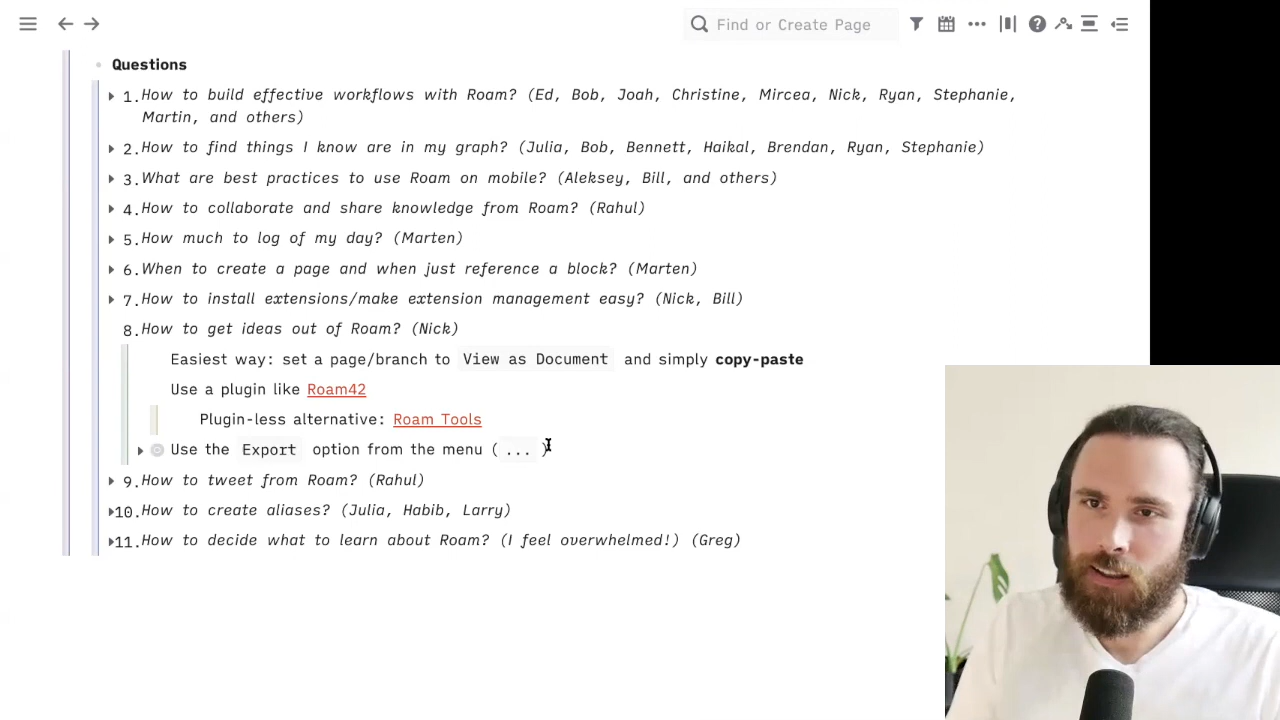 Find or Create Page
Questions
1. How to build effective workflows with Roam? (Ed, Bob, Joah, Christine, Mircea, Nick, Ryan, Stephanie,
Martin, and others)
2. How to find things I know are in my graph? (Julia, Bob, Bennett, Haikal, Brendan, Ryan, Stephanie)
3. What are best practices to use Roam on mobile? (Aleksey, Bill, and others)
4. How to collaborate and share knowledge from Roam? (Rahul)
5. How much to log of my day? (Marten)
6. When to create a page and when just reference a block? (Marten)
7. How to install extensions/make extension management easy? (Nick, Bill)
8. How to get ideas out of Roam? (Nick)
Easiest way: set a page/branch to View as Document and simply copy-paste
Use a plugin like Roam42
Plugin-less alternative: Roam Tools
Use the Export option from the menu ( ... )
9. How to tweet from Roam? (Rahul)
10. How to create aliases? (Julia, Habib, Larry)
11. How to decide what to learn about Roam? (I feel overwhelmed!) (Greg)